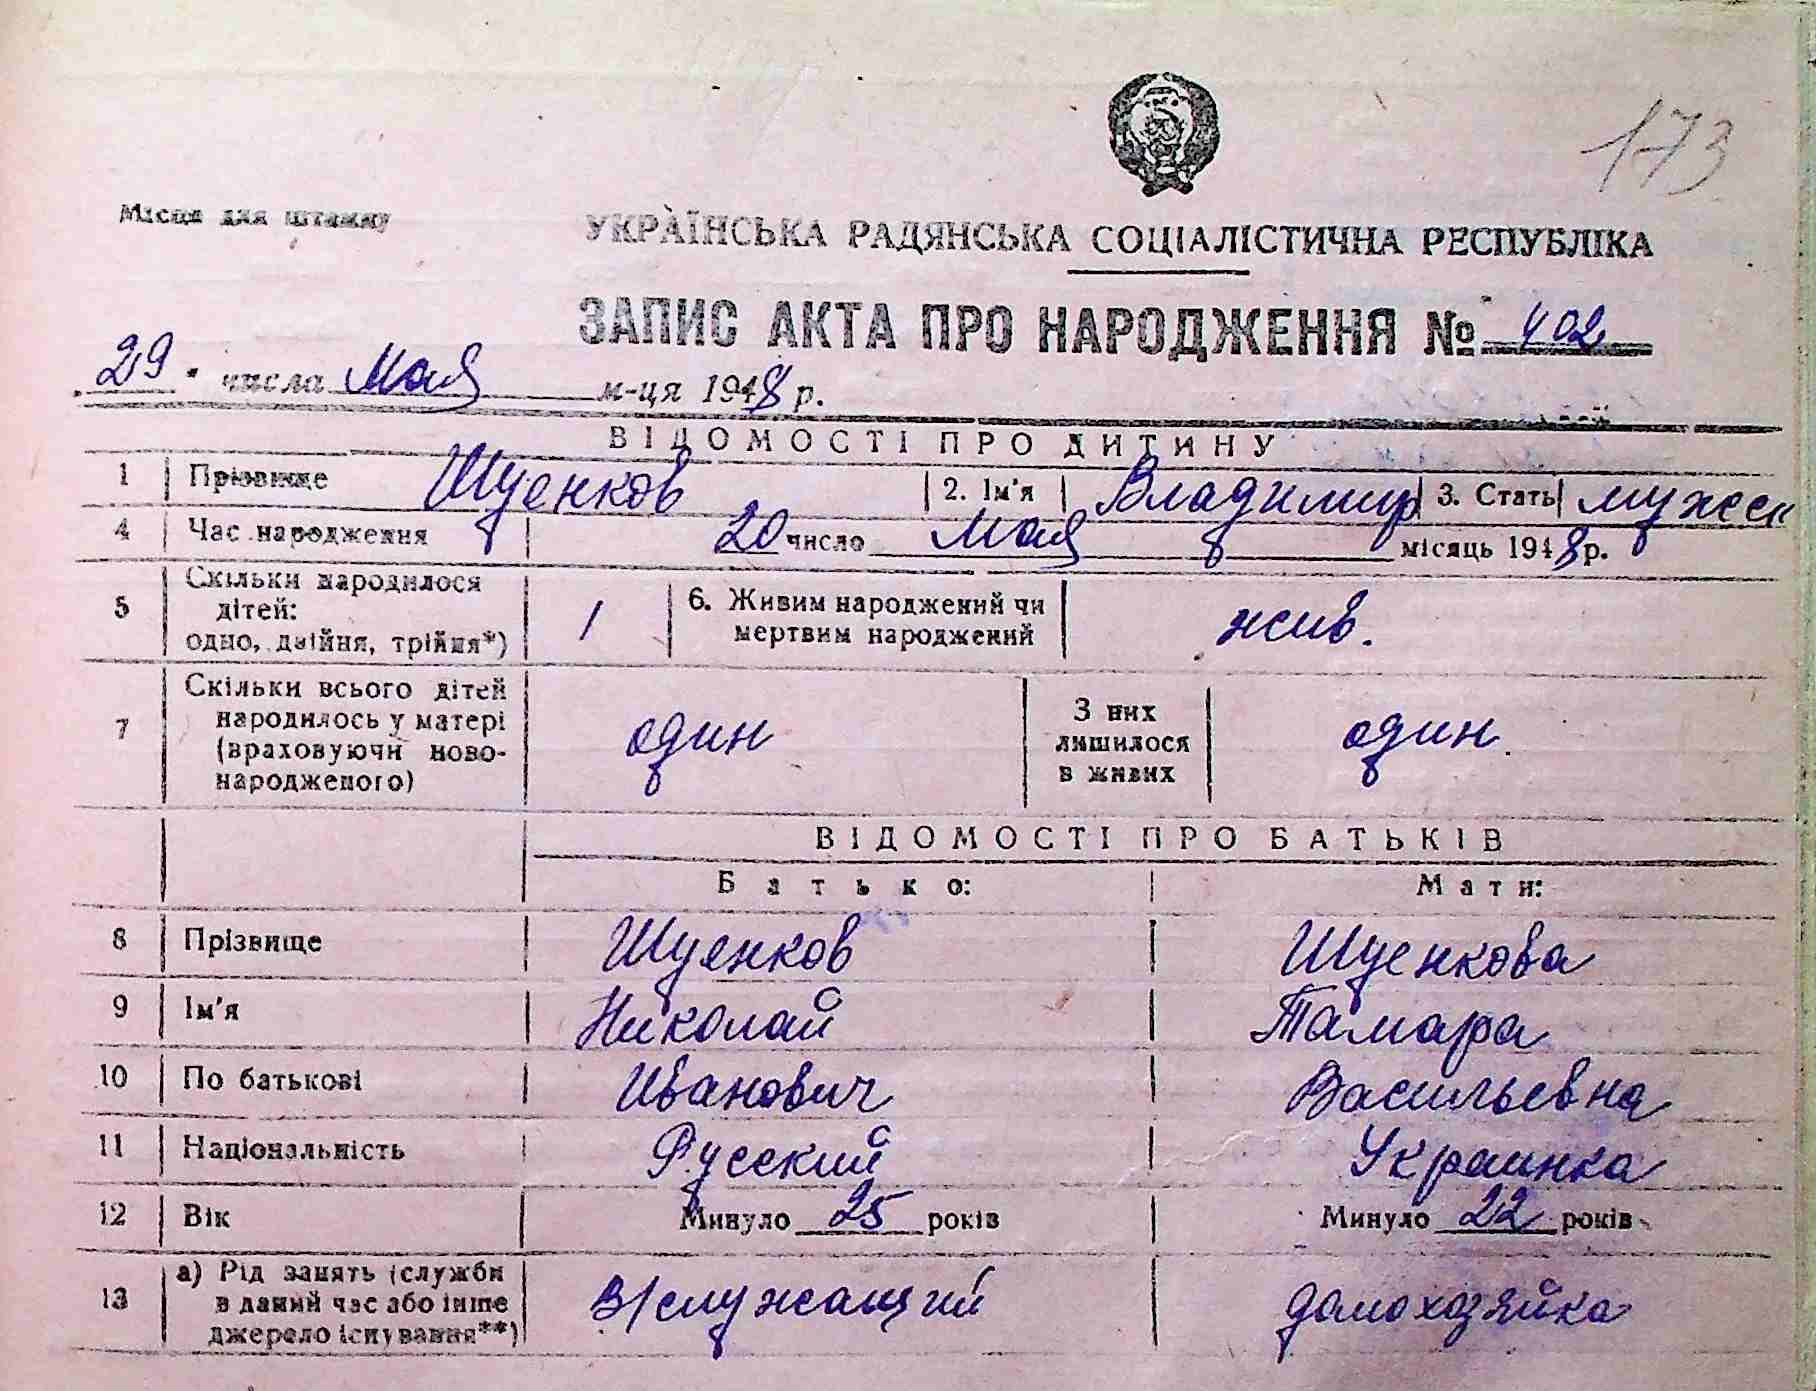 173
Місце для штампу
УКРАЇНСЬКА РАДЯНСЬКА СОЦІАЛІСТИЧНА РЕСПУБЛІКА
ЗАПИС АКТА ПРО НАРОДЖЕННЯ № 402
29 числа Мая м-ця 1948 р.
ВІДОМОСТІ ПРО ДИТИНУ
1 Прізвище Шуенков 2. Ім'я Владимир 3. Стать мужск
4 Час народження 20 число Мая місяць 1948 р.
5 Скільки народилося дітей: одно, двійня, трійня*) 1 6. Живим народжений чи мертвим народжений жив.
7 Скільки всього дітей народилось у матері (враховуючи ново-народженого) один З них лишилося в живих один.
ВІДОМОСТІ ПРО БАТЬКІВ
Батько: Мати:
8 Прізвище Шуенков Шуенкова
9 Ім'я Николай Тамара
10 По батькові Иванович Васильевна
11 Національність Русский Украинка
12 Вік Минуло 25 років Минуло 22 років
13 а) Рід занять (служби в даний час або інше джерело існування**) в/служащий домохозяйка